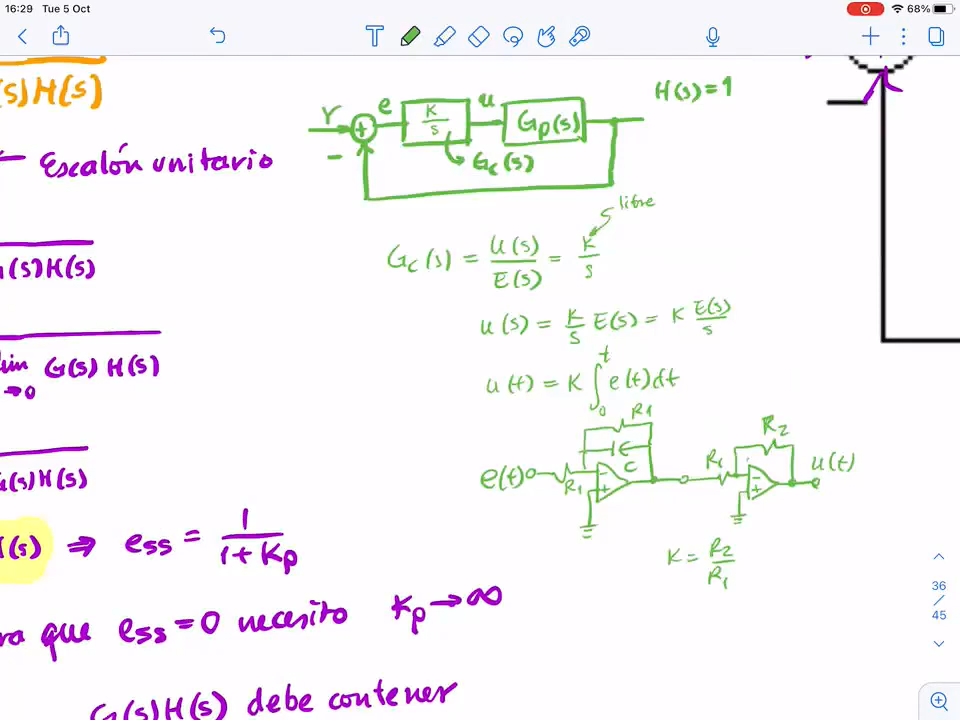 16:29 Tue 5 Oct
68%
T
(s)H(s)
Escalón unitario
(s)H(s)
lim G(s) H(s)
→0
(s)H(s)
H(s) ⇒ ess = 1 / (1 + Kp)
ra que ess = 0 necesito Kp → ∞
G(s)H(s) debe contener
r + − e K/s u Gp(s)
Gc(s)
H(s) = 1
libre
Gc(s) = U(s)/E(s) = K/s
u(s) = K/s E(s) = K E(s)/s
u(t) = K ∫₀ᵗ e(t)dt
R1
C
e(t) R1 − +
R2
R1 − + u(t)
K = R2/R1
36
/
45